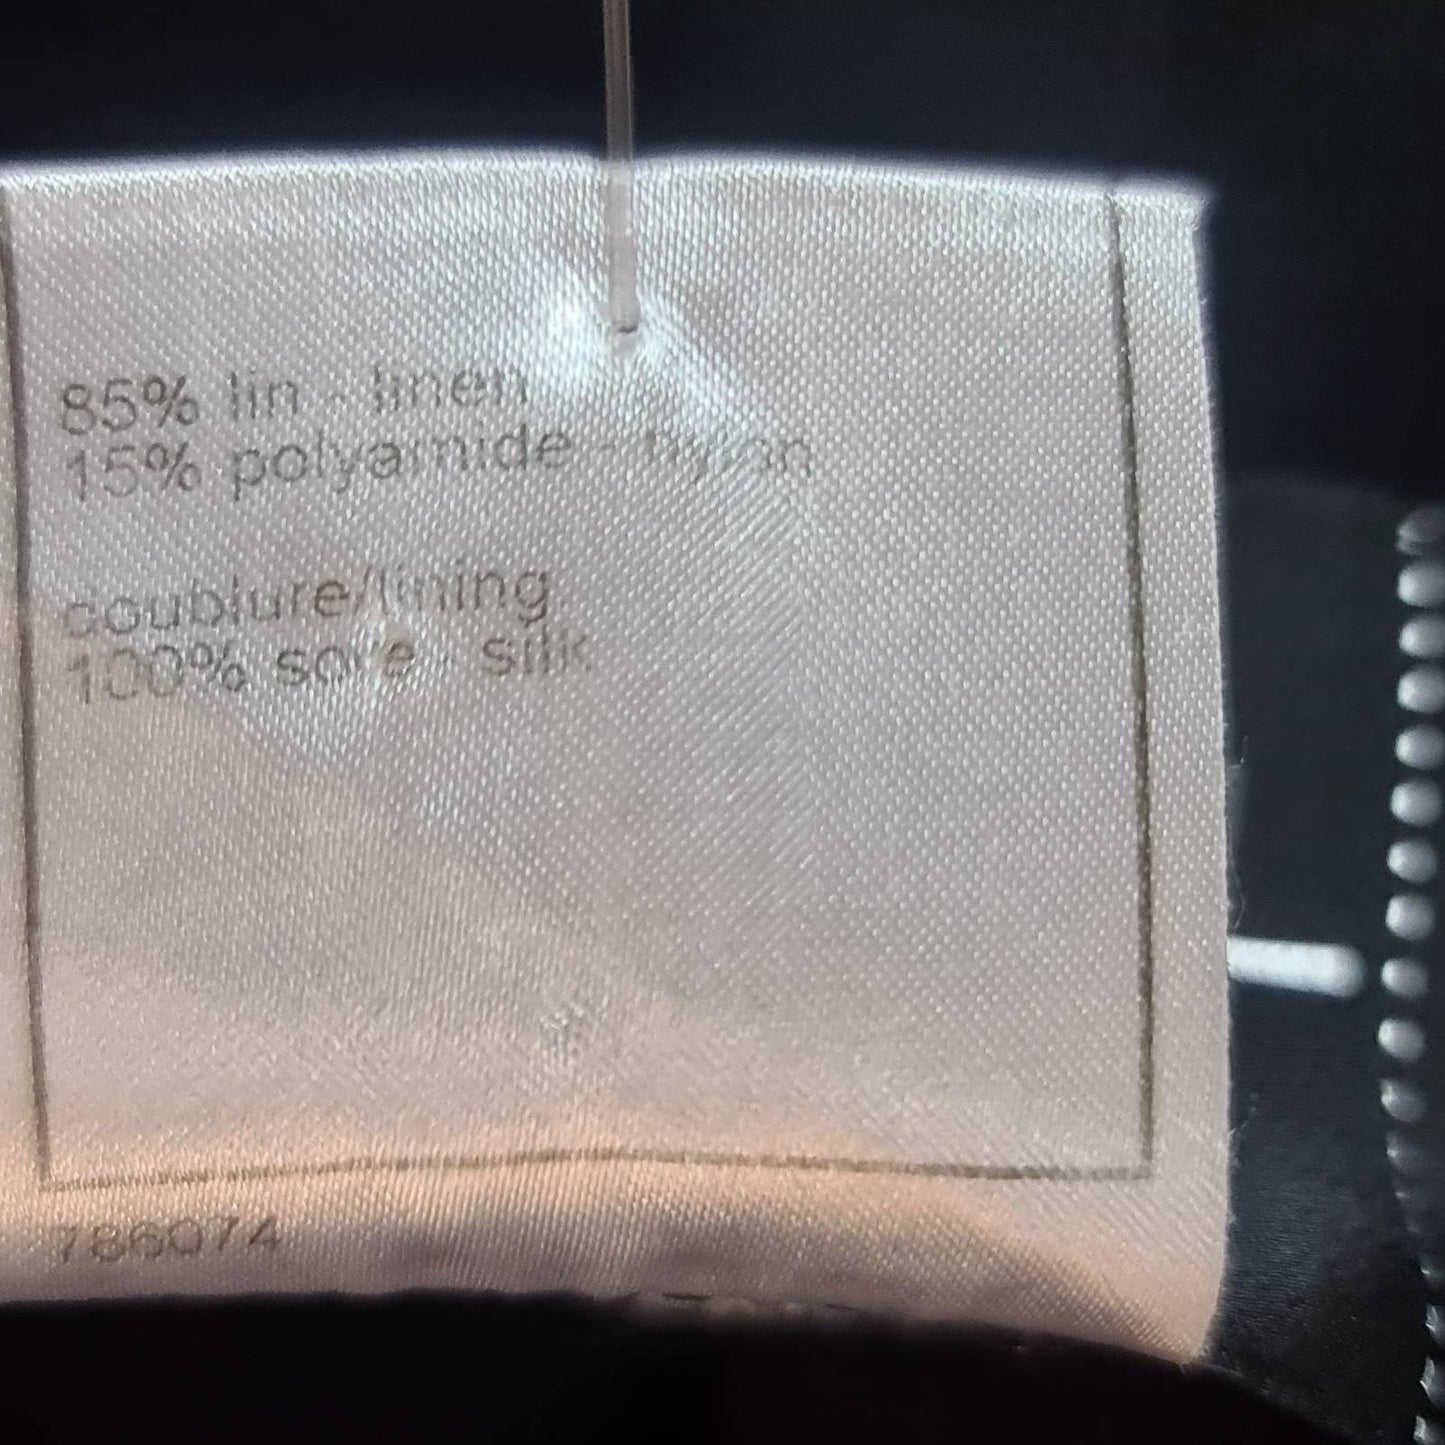 85% lin - linen
15% polyamide - nylon
doublure/lining
100% soie - silk
786074